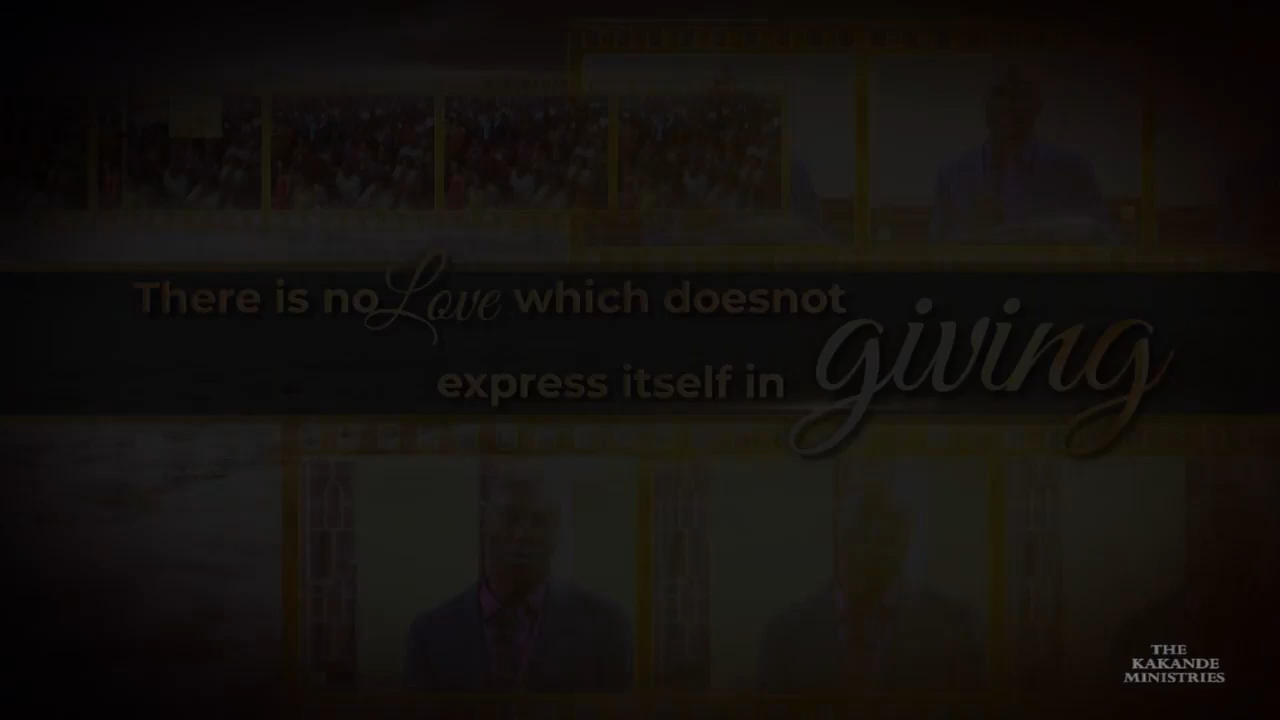 There is no Love which doesnot
express itself in giving
THE
KAKANDE
MINISTRIES